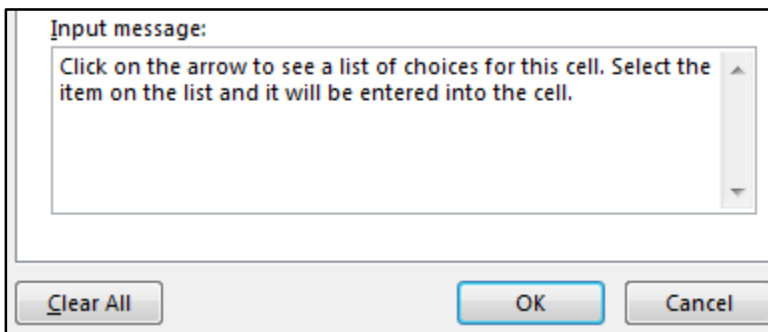 Input message:
Click on the arrow to see a list of choices for this cell. Select the
item on the list and it will be entered into the cell.
Clear All OK Cancel